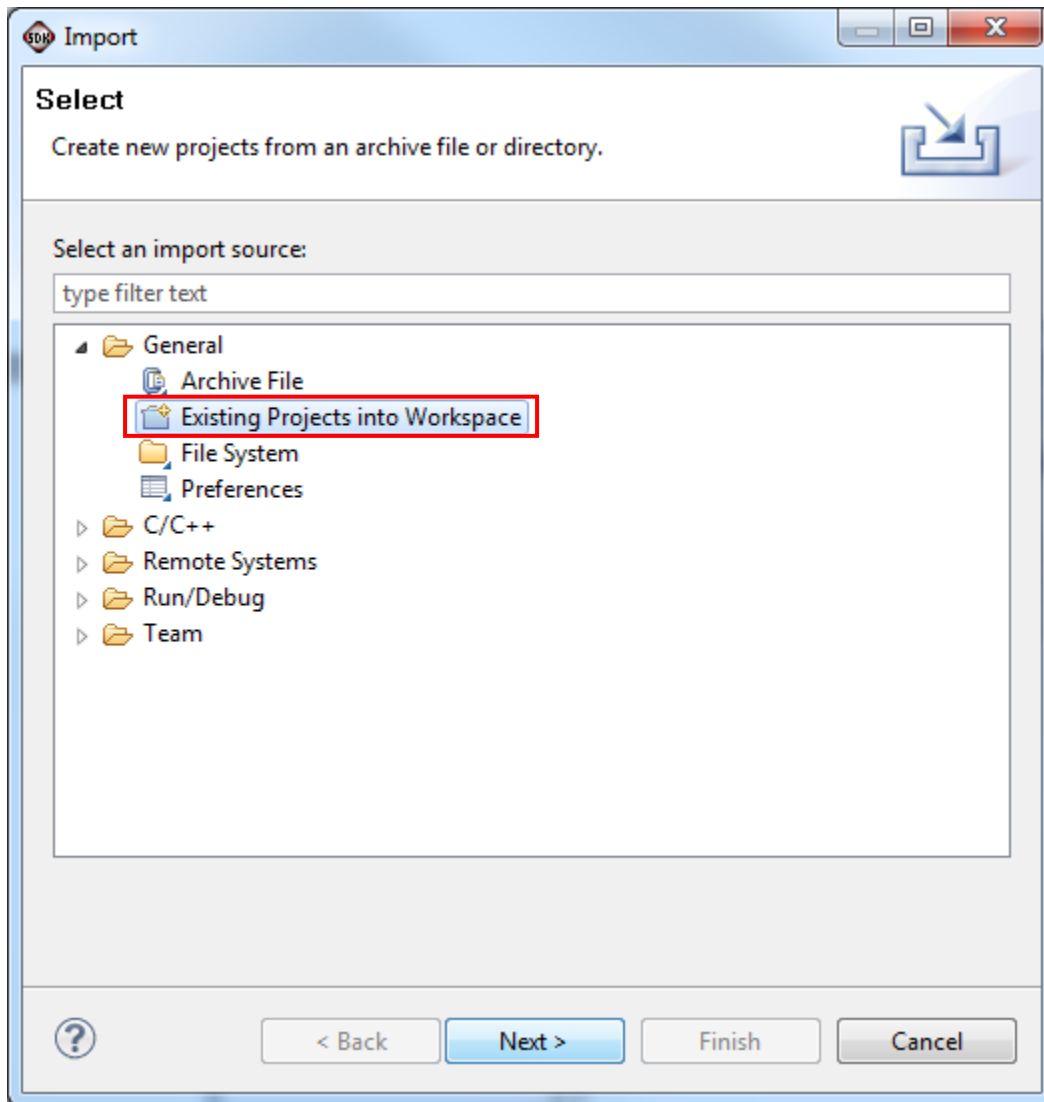 SDK Import
Select
Create new projects from an archive file or directory.
Select an import source:
type filter text
General
Archive File
Existing Projects into Workspace
File System
Preferences
C/C++
Remote Systems
Run/Debug
Team
? < Back Next > Finish Cancel